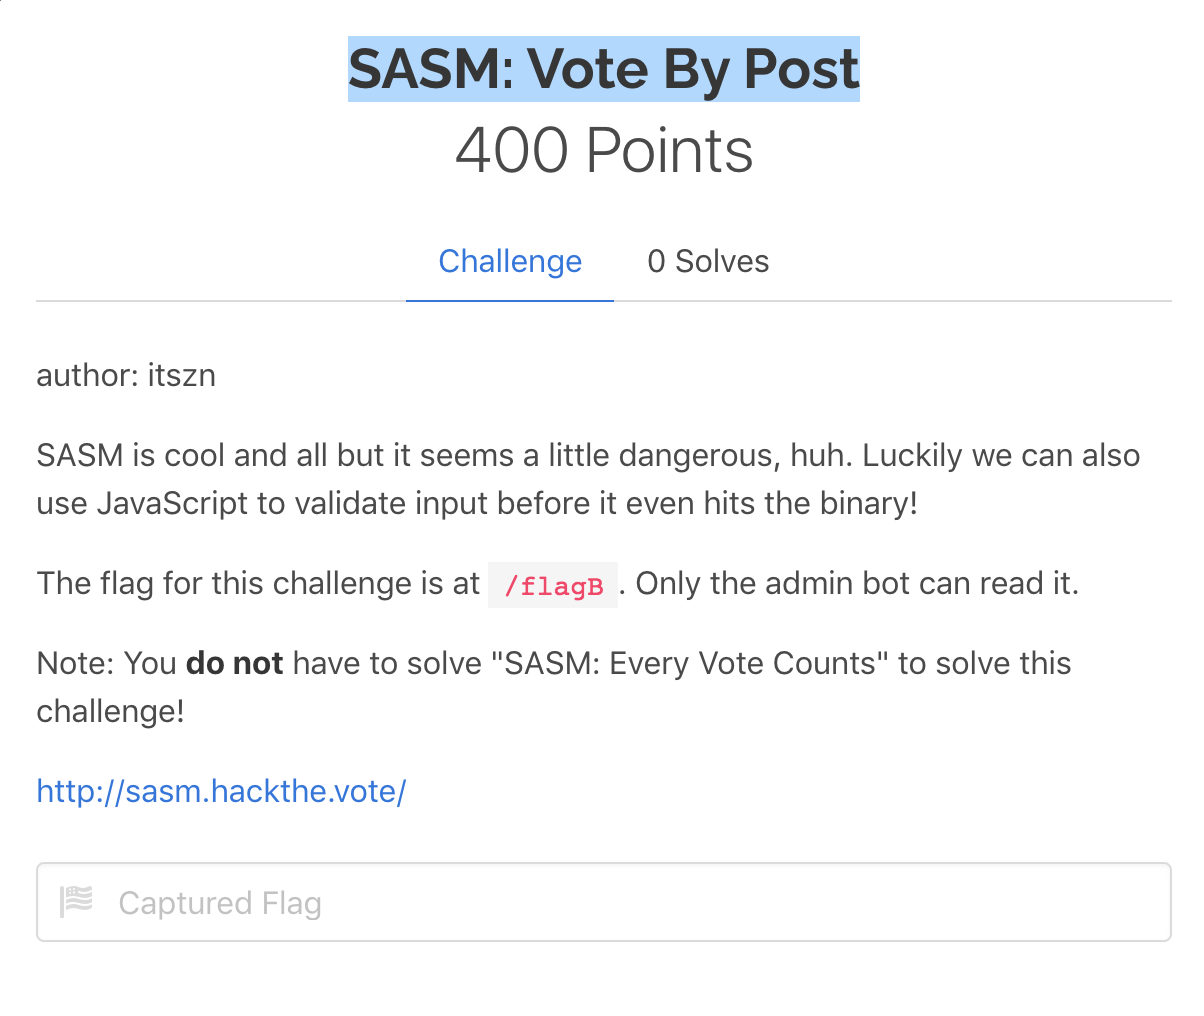 SASM: Vote By Post
400 Points
Challenge
0 Solves
author: itszn
SASM is cool and all but it seems a little dangerous, huh. Luckily we can also
use JavaScript to validate input before it even hits the binary!
The flag for this challenge is at /flagB. Only the admin bot can read it.
Note: You do not have to solve "SASM: Every Vote Counts" to solve this
challenge!
http://sasm.hackthe.vote/
Captured Flag